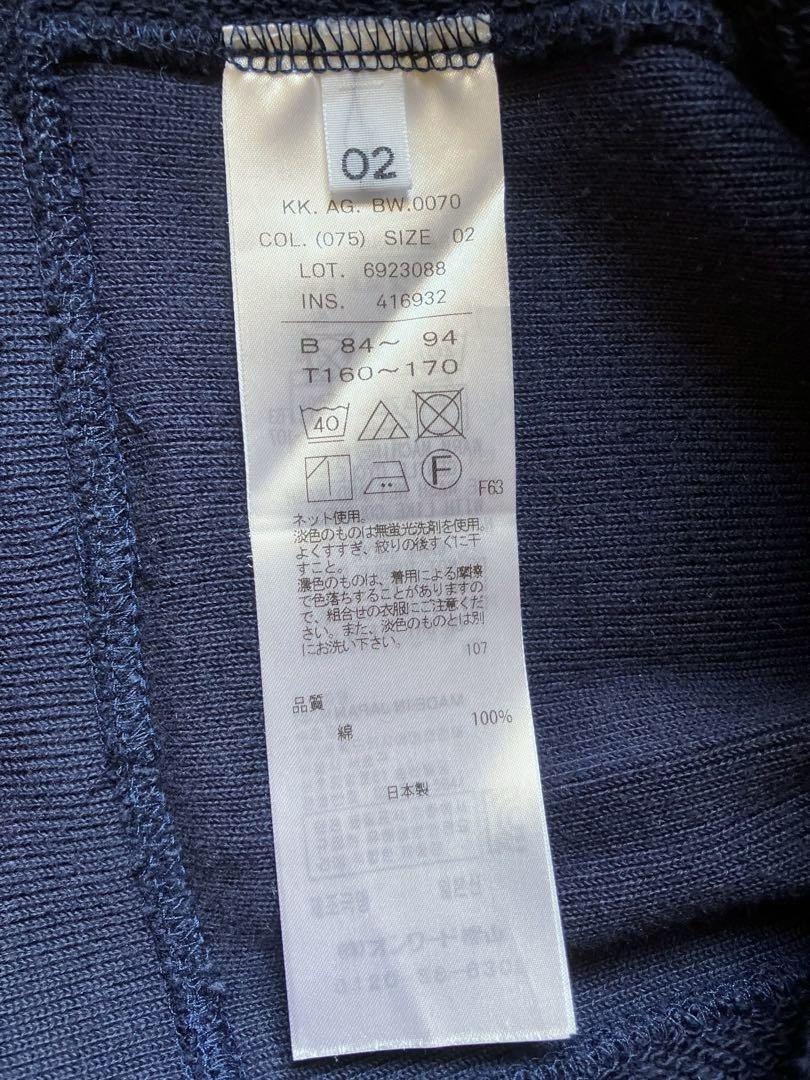 02
KK. AG. BW.0070
COL. (075) SIZE 02
LOT. 6923088
INS. 416932
B 84～ 94
T160～170
40
F
F63
ネット使用。
淡色のものは無蛍光洗剤を使用。
よくすすぎ、絞りの後すぐに干
すこと。
濃色のものは、着用による摩擦
で色落ちすることがありますの
で、組合せの衣服にご注意くだ
さい。また、淡色のものとは別
にお洗い下さい。
107
品質
綿 100%
日本製
MADE IN JAPAN